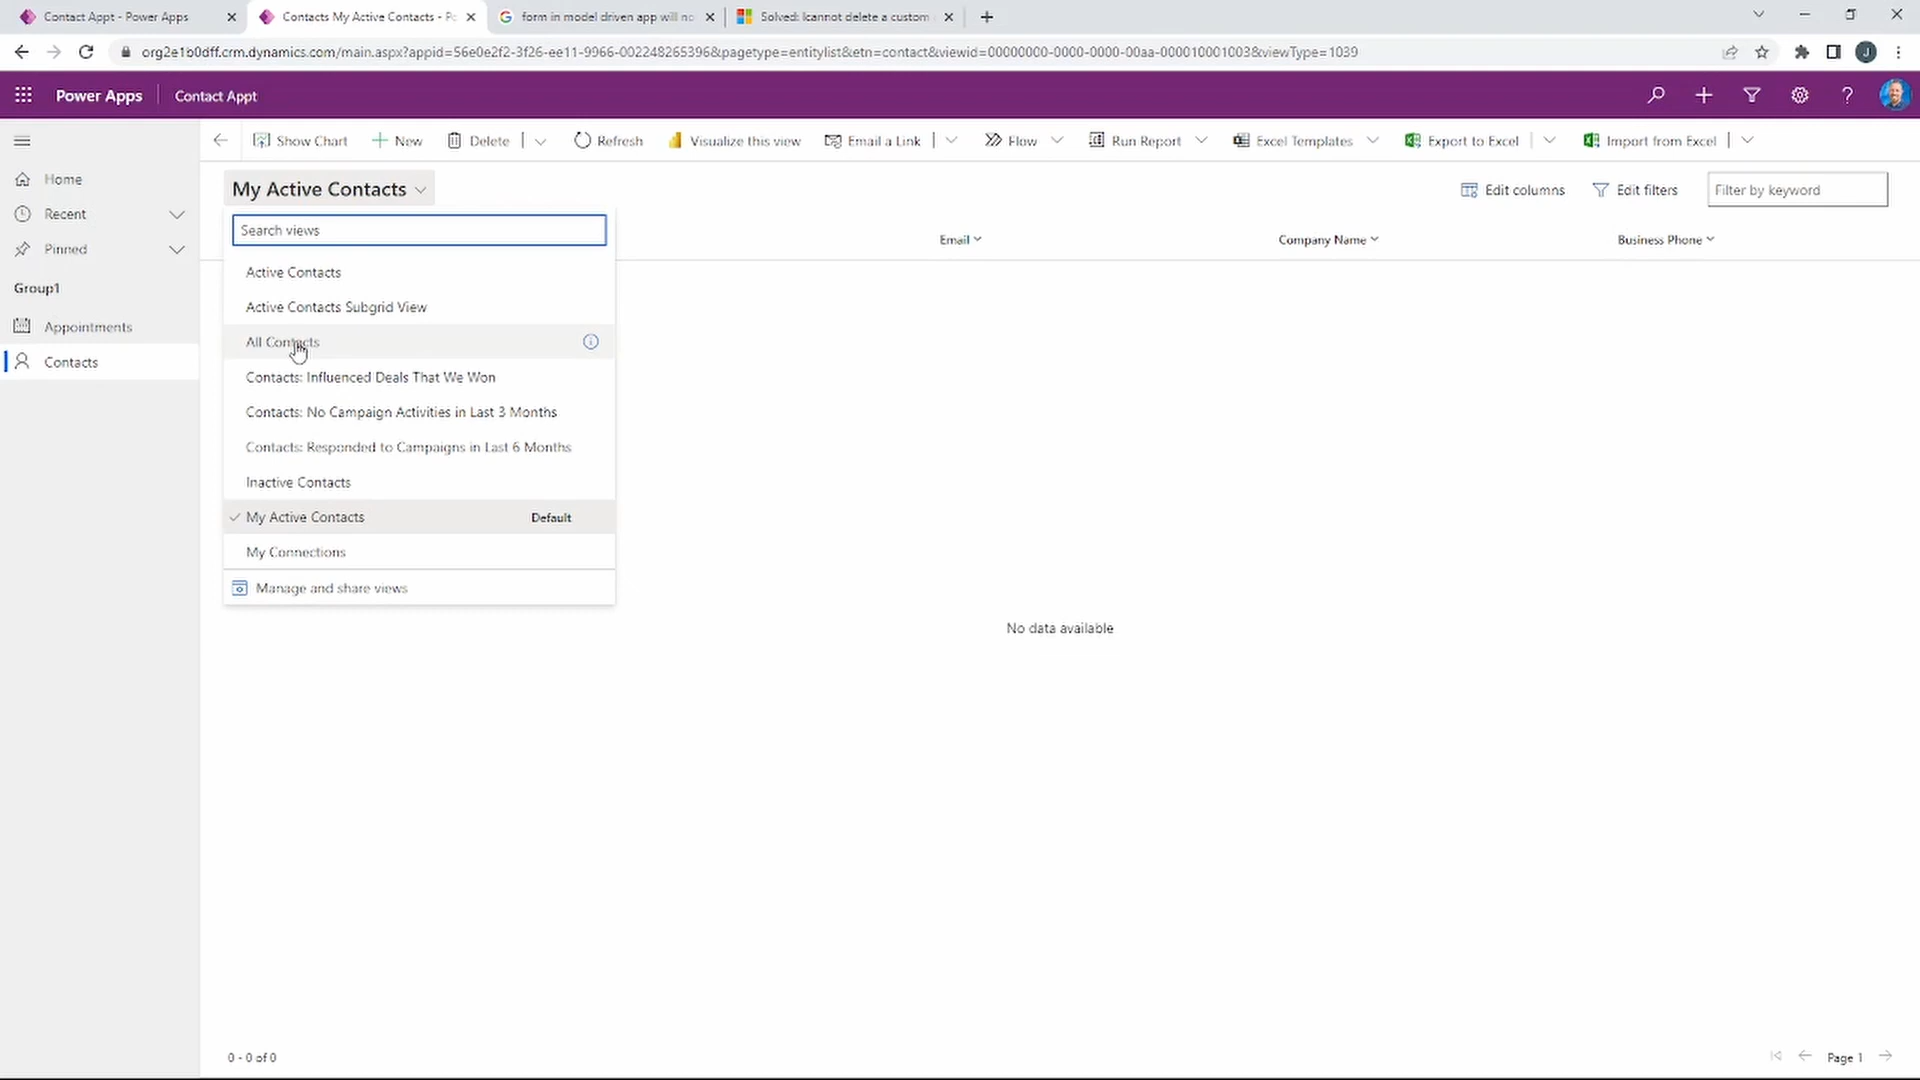 Contact Appt - Power Apps
Contacts My Active Contacts - Po
form in model driven app will no
Solved: Icannot delete a custom
org2e1b0dff.crm.dynamics.com/main.aspx?appid=56e0e2f2-3f26-ee11-9966-002248265396&pagetype=entitylist&etn=contact&viewid=00000000-0000-0000-00aa-000010001003&viewType=1039
J
Power Apps
Contact Appt
Show Chart
New
Delete
Refresh
Visualize this view
Email a Link
Flow
Run Report
Excel Templates
Export to Excel
Import from Excel
Home
Recent
Pinned
Group1
Appointments
Contacts
My Active Contacts
Edit columns
Edit filters
Filter by keyword
Search views
Email
Company Name
Business Phone
Active Contacts
Active Contacts Subgrid View
All Contacts
Contacts: Influenced Deals That We Won
Contacts: No Campaign Activities in Last 3 Months
Contacts: Responded to Campaigns in Last 6 Months
Inactive Contacts
My Active Contacts Default
My Connections
Manage and share views
No data available
0 - 0 of 0
Page 1